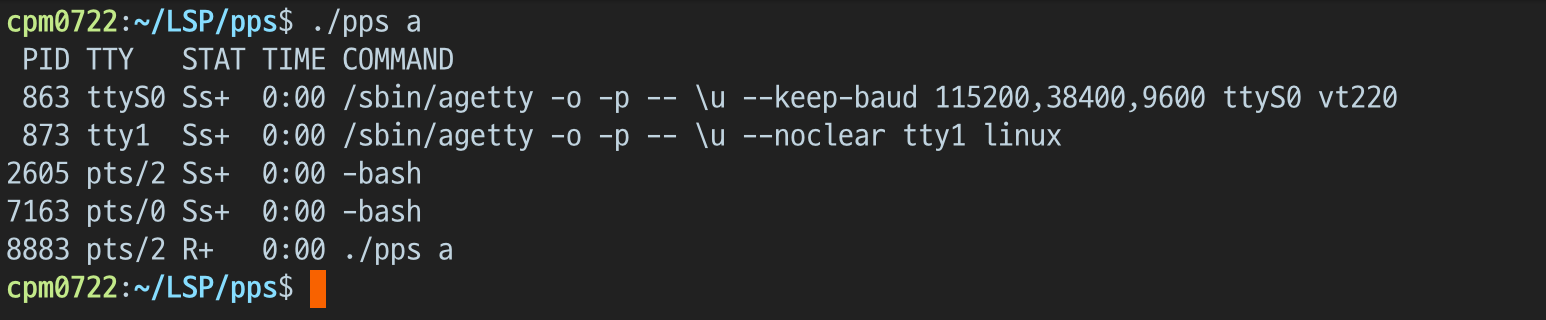 cpm0722:~/LSP/pps$ ./pps a
 PID TTY   STAT TIME COMMAND
 863 ttyS0 Ss+  0:00 /sbin/agetty -o -p -- \u --keep-baud 115200,38400,9600 ttyS0 vt220
 873 tty1  Ss+  0:00 /sbin/agetty -o -p -- \u --noclear tty1 linux
2605 pts/2 Ss+  0:00 -bash
7163 pts/0 Ss+  0:00 -bash
8883 pts/2 R+   0:00 ./pps a
cpm0722:~/LSP/pps$